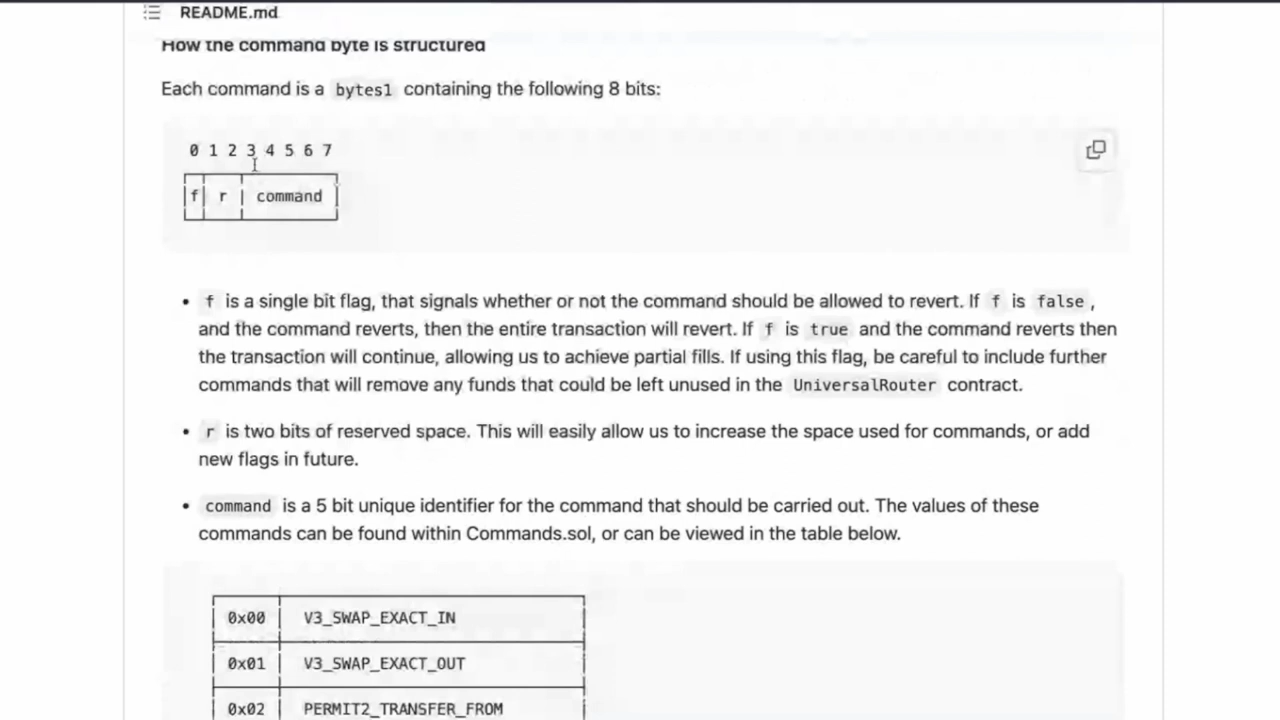 README.md
How the command byte is structured
Each command is a bytes1 containing the following 8 bits:
0 1 2 3 4 5 6 7
f r command
f is a single bit flag, that signals whether or not the command should be allowed to revert. If f is false,
and the command reverts, then the entire transaction will revert. If f is true and the command reverts then
the transaction will continue, allowing us to achieve partial fills. If using this flag, be careful to include further
commands that will remove any funds that could be left unused in the UniversalRouter contract.
r is two bits of reserved space. This will easily allow us to increase the space used for commands, or add
new flags in future.
command is a 5 bit unique identifier for the command that should be carried out. The values of these
commands can be found within Commands.sol, or can be viewed in the table below.
0x00 V3_SWAP_EXACT_IN
0x01 V3_SWAP_EXACT_OUT
0x02 PERMIT2_TRANSFER_FROM